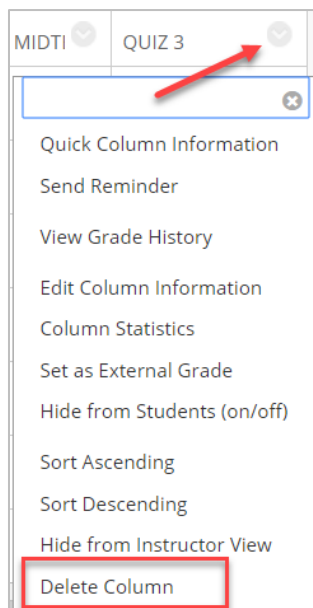 MIDTI QUIZ 3
Quick Column Information
Send Reminder
View Grade History
Edit Column Information
Column Statistics
Set as External Grade
Hide from Students (on/off)
Sort Ascending
Sort Descending
Hide from Instructor View
Delete Column